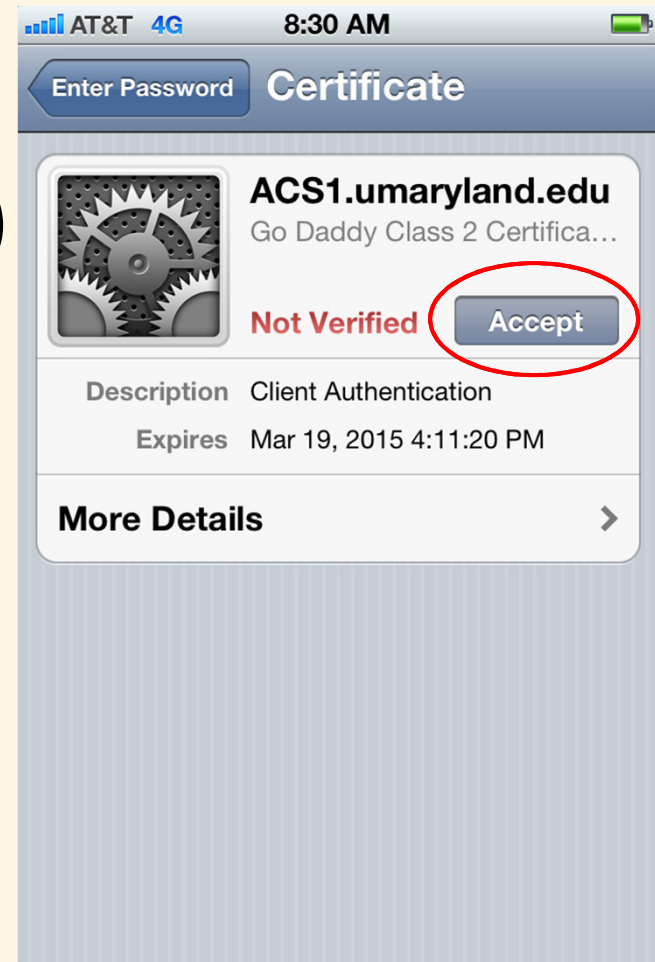 AT&T 4G 8:30 AM
Enter Password Certificate
ACS1.umaryland.edu
Go Daddy Class 2 Certifica...
Not Verified Accept
Description Client Authentication
Expires Mar 19, 2015 4:11:20 PM
More Details